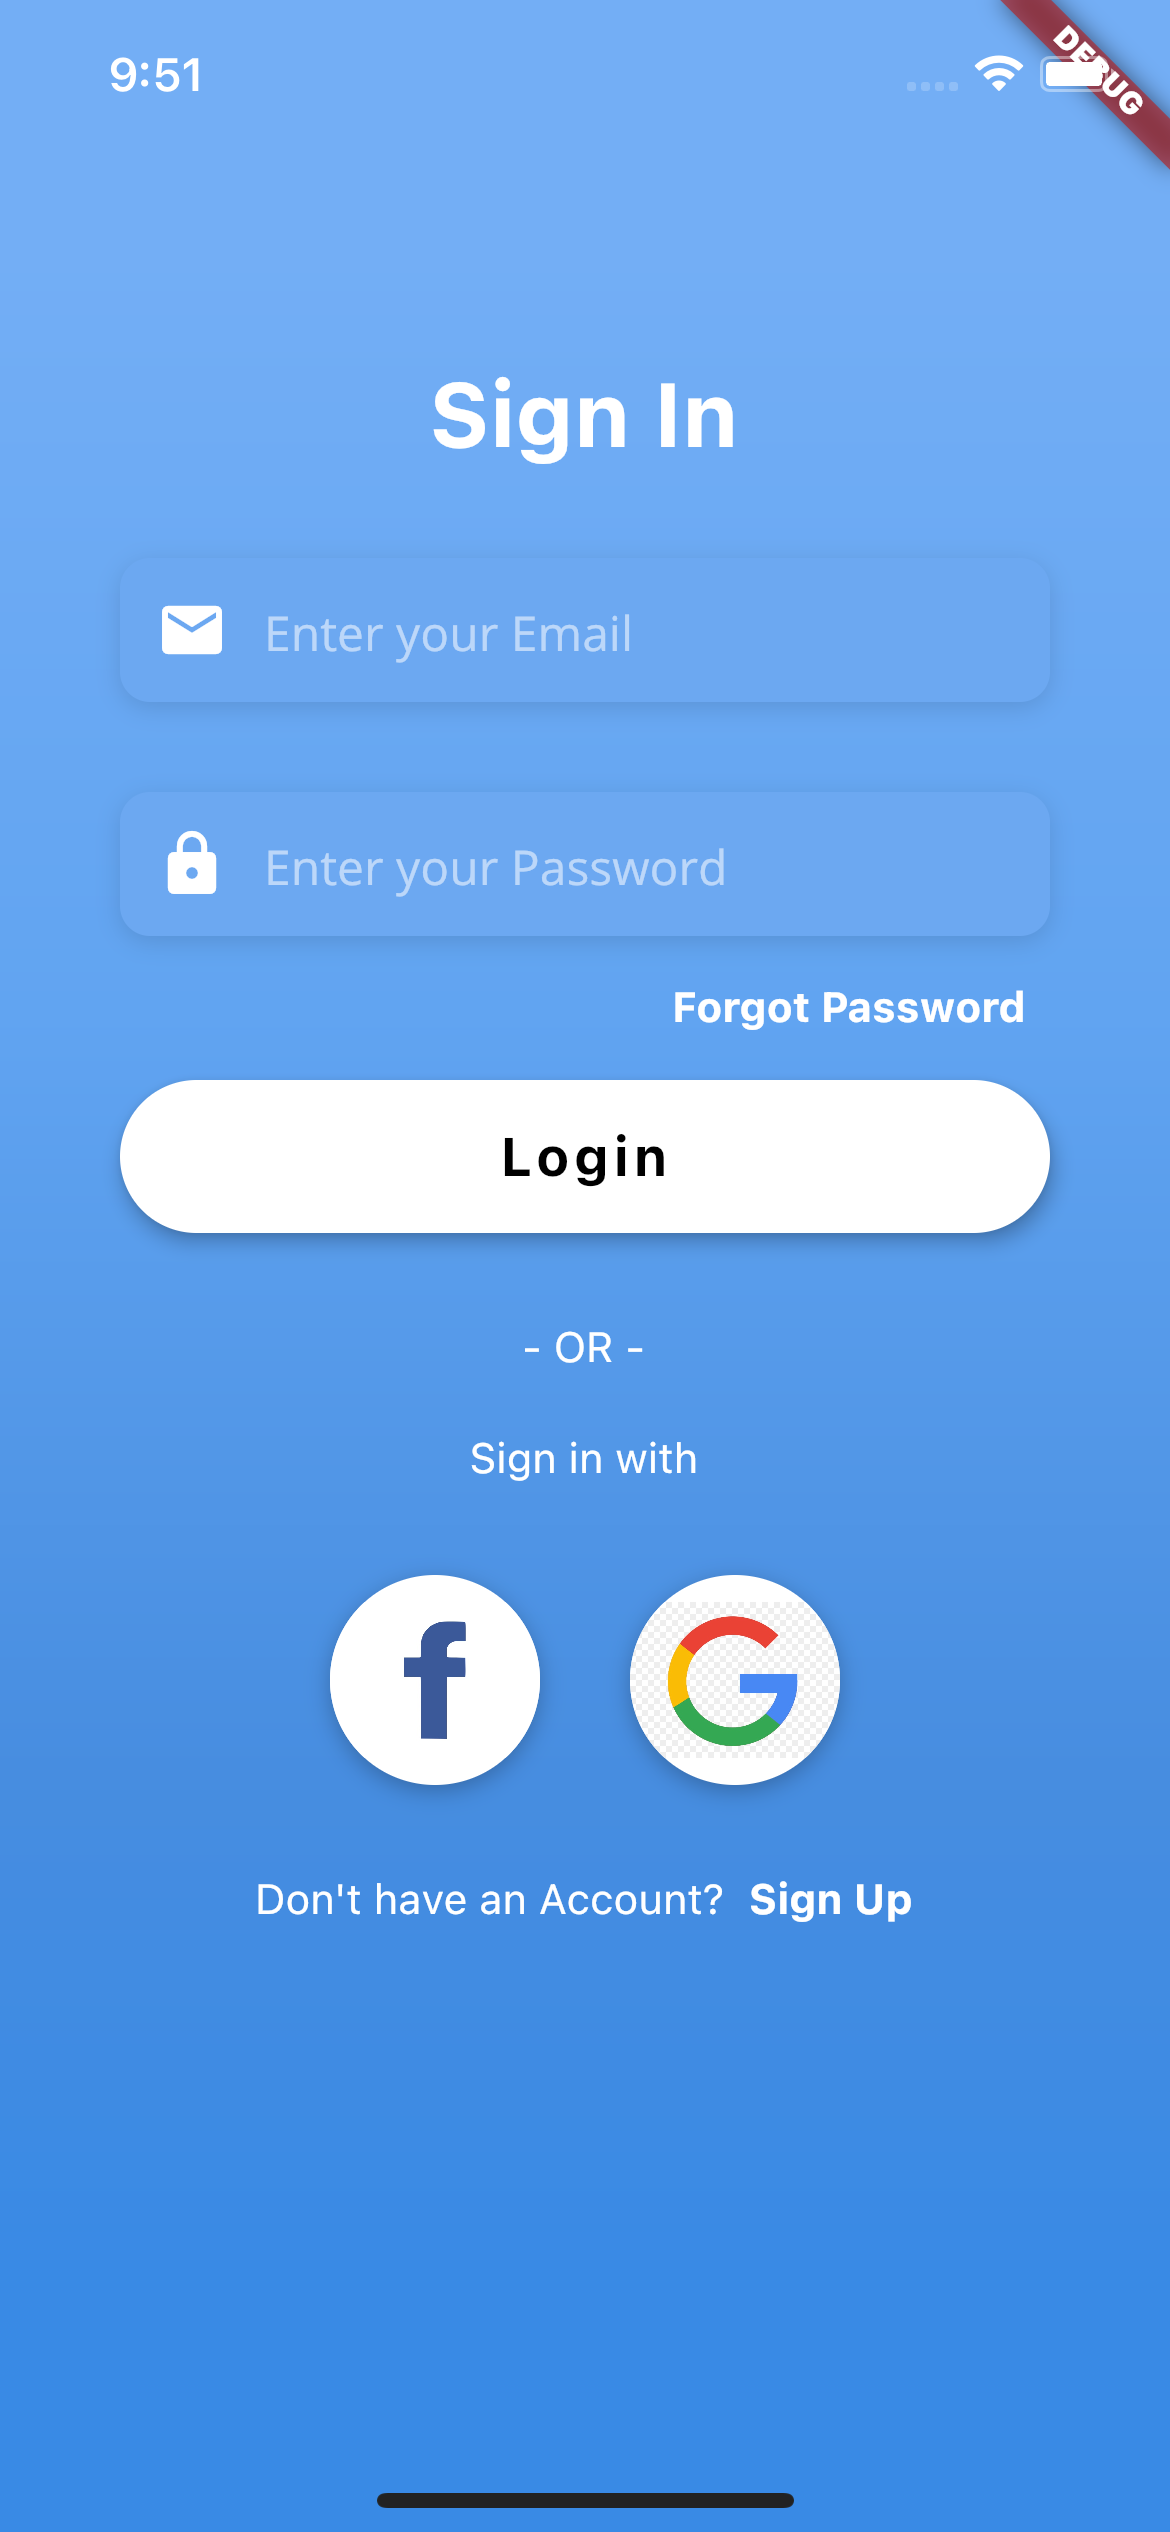 9:51
DEBUG
Sign In
Enter your Email
Enter your Password
Forgot Password
Login
- OR -
Sign in with
f
G
Don't have an Account? Sign Up